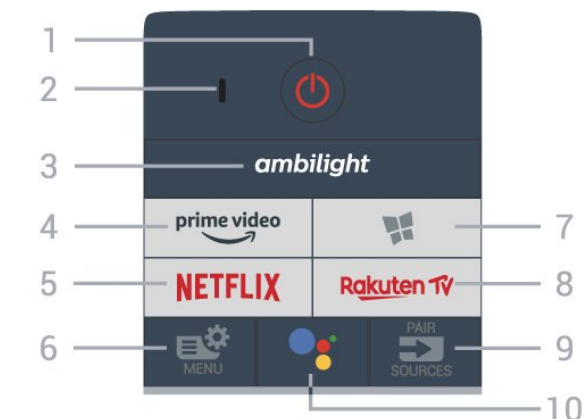 1
2
3 ambilight
4 prime video 7
5 NETFLIX Rakuten TV 8
PAIR
6 MENU SOURCES 9
10